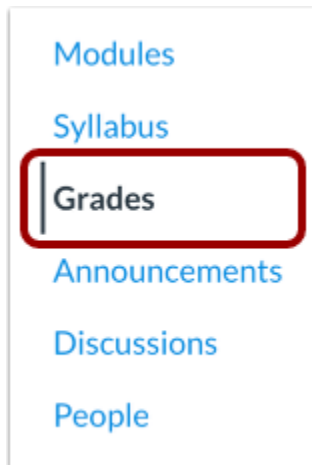 Modules
Syllabus
Grades
Announcements
Discussions
People